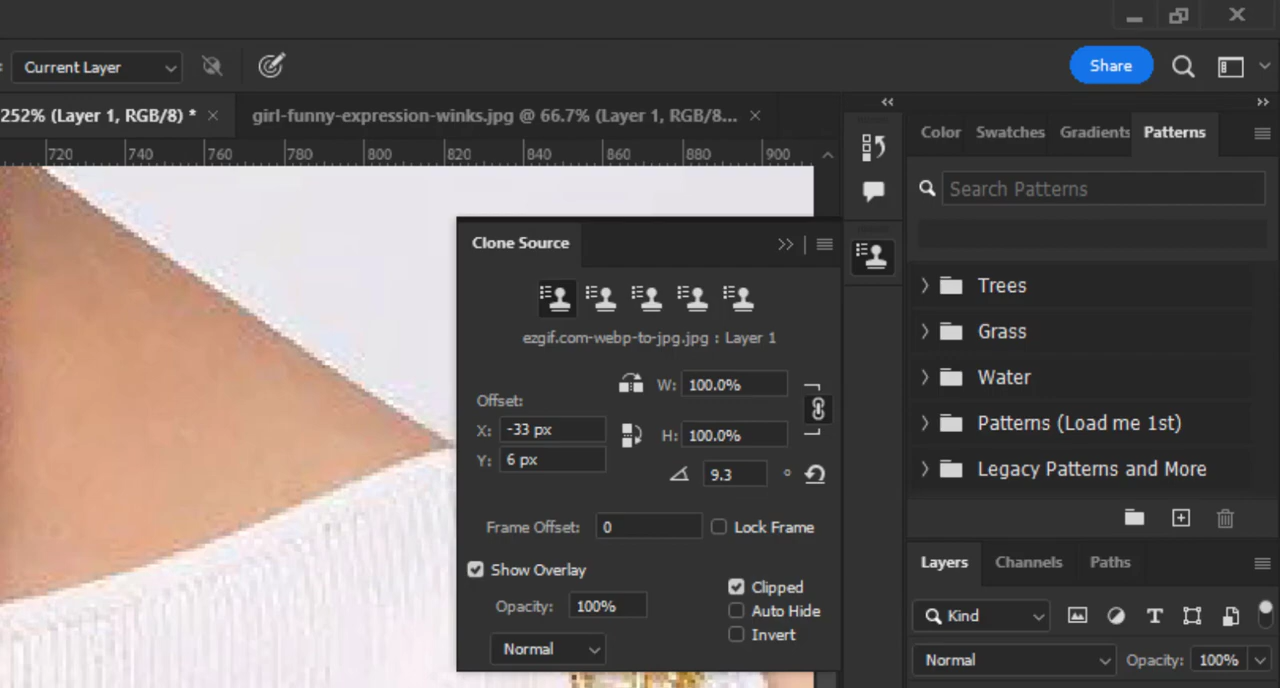 Current Layer
Share
252% (Layer 1, RGB/8) *
girl-funny-expression-winks.jpg @ 66.7% (Layer 1, RGB/8...
720 740 760 780 800 820 840 860 880 900
Color Swatches Gradients Patterns
Search Patterns
Trees
Grass
Water
Patterns (Load me 1st)
Legacy Patterns and More
Clone Source
ezgif.com-webp-to-jpg.jpg : Layer 1
W: 100.0%
Offset:
X: -33 px
H: 100.0%
Y: 6 px
9.3 °
Frame Offset: 0 Lock Frame
Show Overlay
Clipped
Opacity: 100%
Auto Hide
Invert
Normal
Layers Channels Paths
Kind
Normal Opacity: 100%